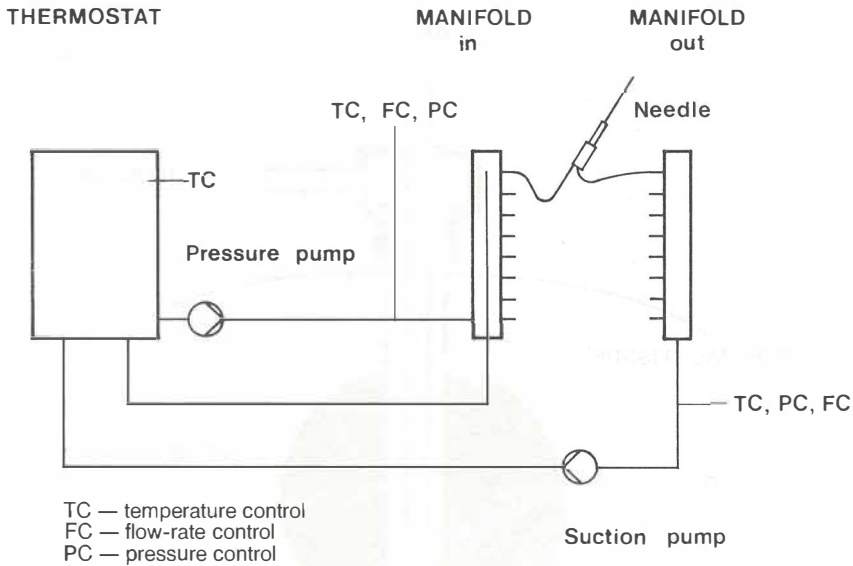 THERMOSTAT
MANIFOLD
in
MANIFOLD
out
TC, FC, PC
Needle
TC
Pressure pump
TC, PC, FC
TC — temperature control
FC — flow-rate control
PC — pressure control
Suction pump